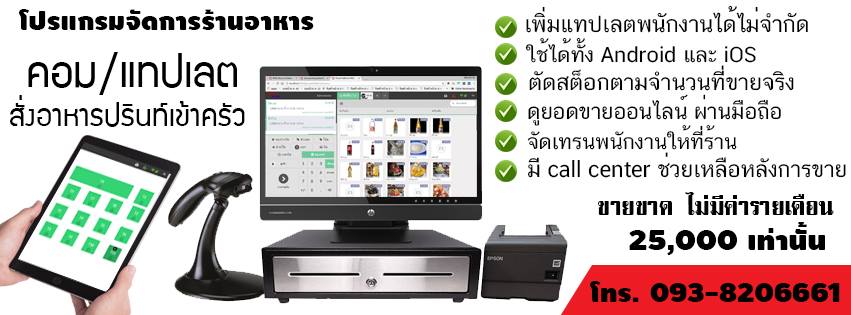 โปรแกรมจัดการร้านอาหาร
คอม/แทปเลต
สั่งอาหารปรินท์เข้าครัว
เพิ่มแทปเลตพนักงานได้ไม่จำกัด
ใช้ได้ทั้ง Android และ iOS
ตัดสต็อกตามจำนวนที่ขายจริง
ดูยอดขายออนไลน์ ผ่านมือถือ
จัดเทรนพนักงานให้ที่ร้าน
มี call center ช่วยเหลือหลังการขาย
ขายขาด ไม่มีค่ารายเดือน
25,000 เท่านั้น
EPSON
โทร. 093-8206661